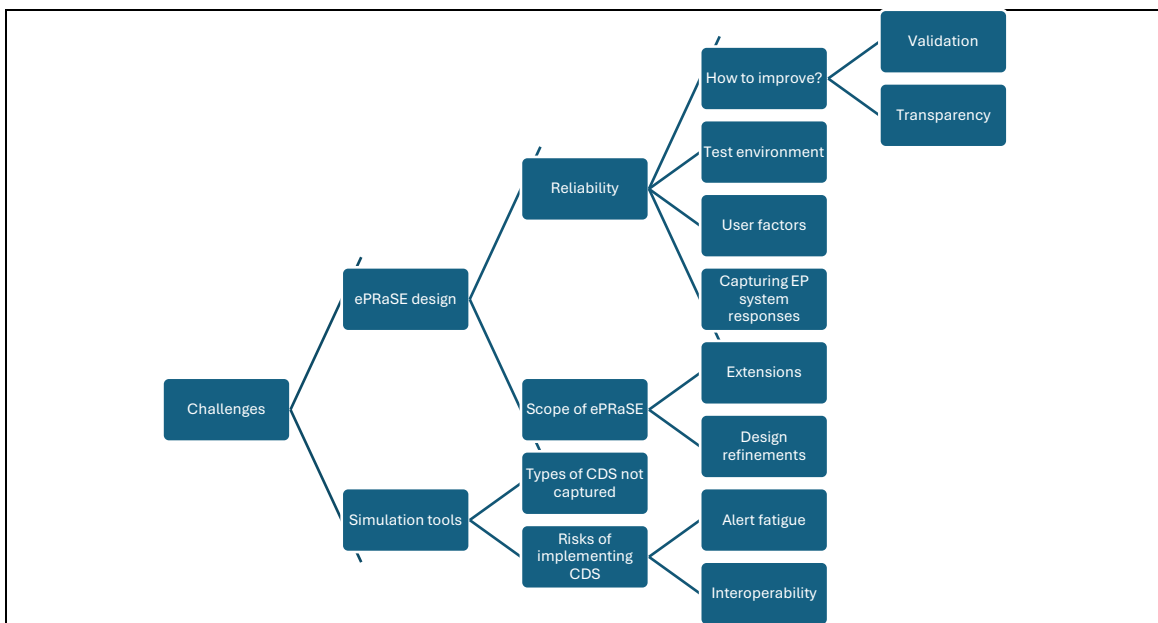 Validation
How to improve?
Transparency
Test environment
Reliability
User factors
Capturing EP
system
responses
ePRaSE design
Extensions
Challenges
Scope of ePRaSE
Design
refinements
Types of CDS not
captured
Simulation tools
Alert fatigue
Risks of
implementing
CDS
Interoperability